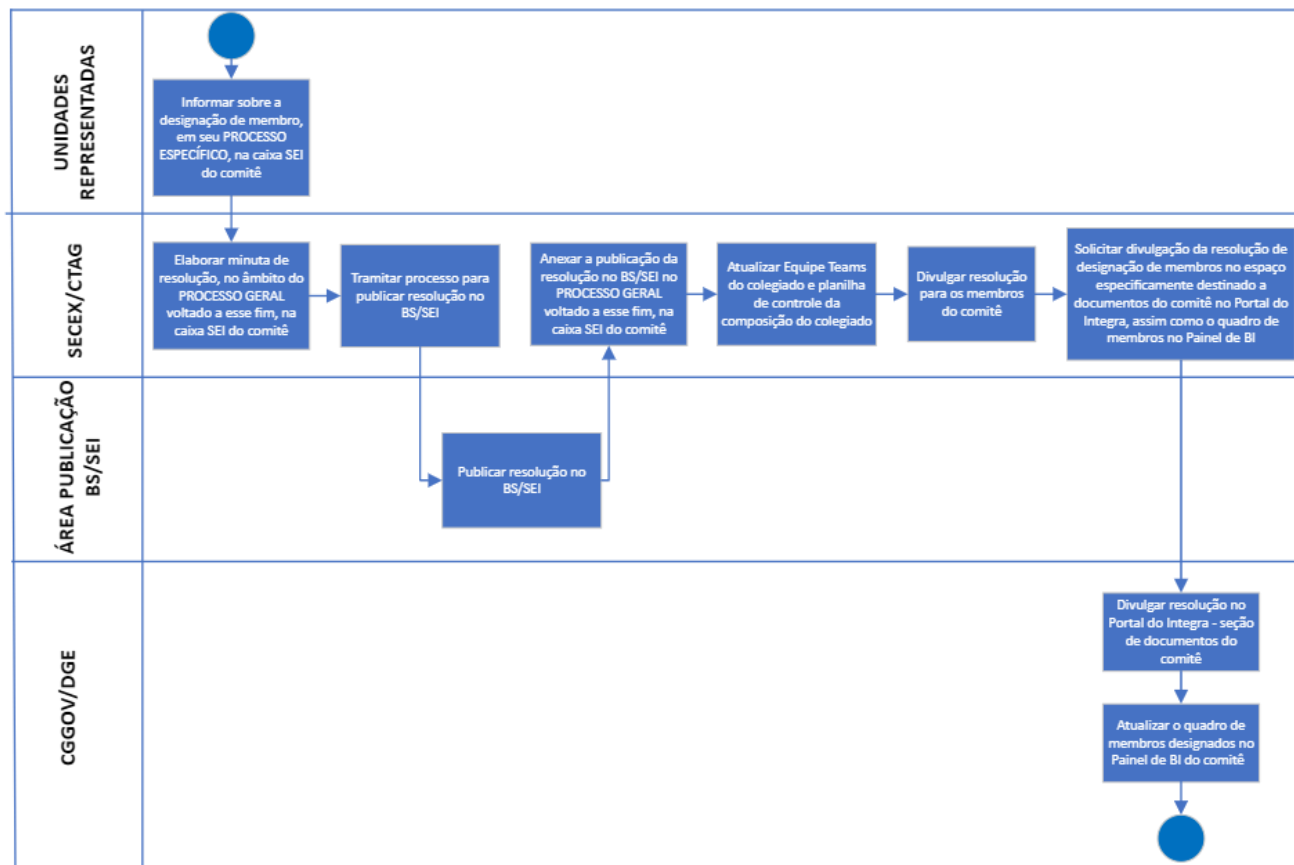 UNIDADES
REPRESENTADAS
Informar sobre a
designação de membro,
em seu PROCESSO
ESPECÍFICO, na caixa SEI
do comitê
SECEX/CTAG
Elaborar minuta de
resolução, no âmbito do
PROCESSO GERAL
voltado a esse fim, na
caixa SEI do comitê
Tramitar processo para
publicar resolução no
BS/SEI
Anexar a publicação da
resolução no BS/SEI no
PROCESSO GERAL
voltado a esse fim, na
caixa SEI do comitê
Atualizar Equipe Teams
do colegiado e planilha
de controle da
composição do colegiado
Divulgar resolução
para os membros
do comitê
Solicitar divulgação da resolução de
designação de membros no espaço
especificamente destinado a
documentos do comitê no Portal do
Integra, assim como o quadro de
membros no Painel de BI
ÁREA PUBLICAÇÃO
BS/SEI
Publicar resolução no
BS/SEI
CGGOV/DGE
Divulgar resolução no
Portal do Integra - seção
de documentos do
comitê
Atualizar o quadro de
membros designados no
Painel de BI do comitê